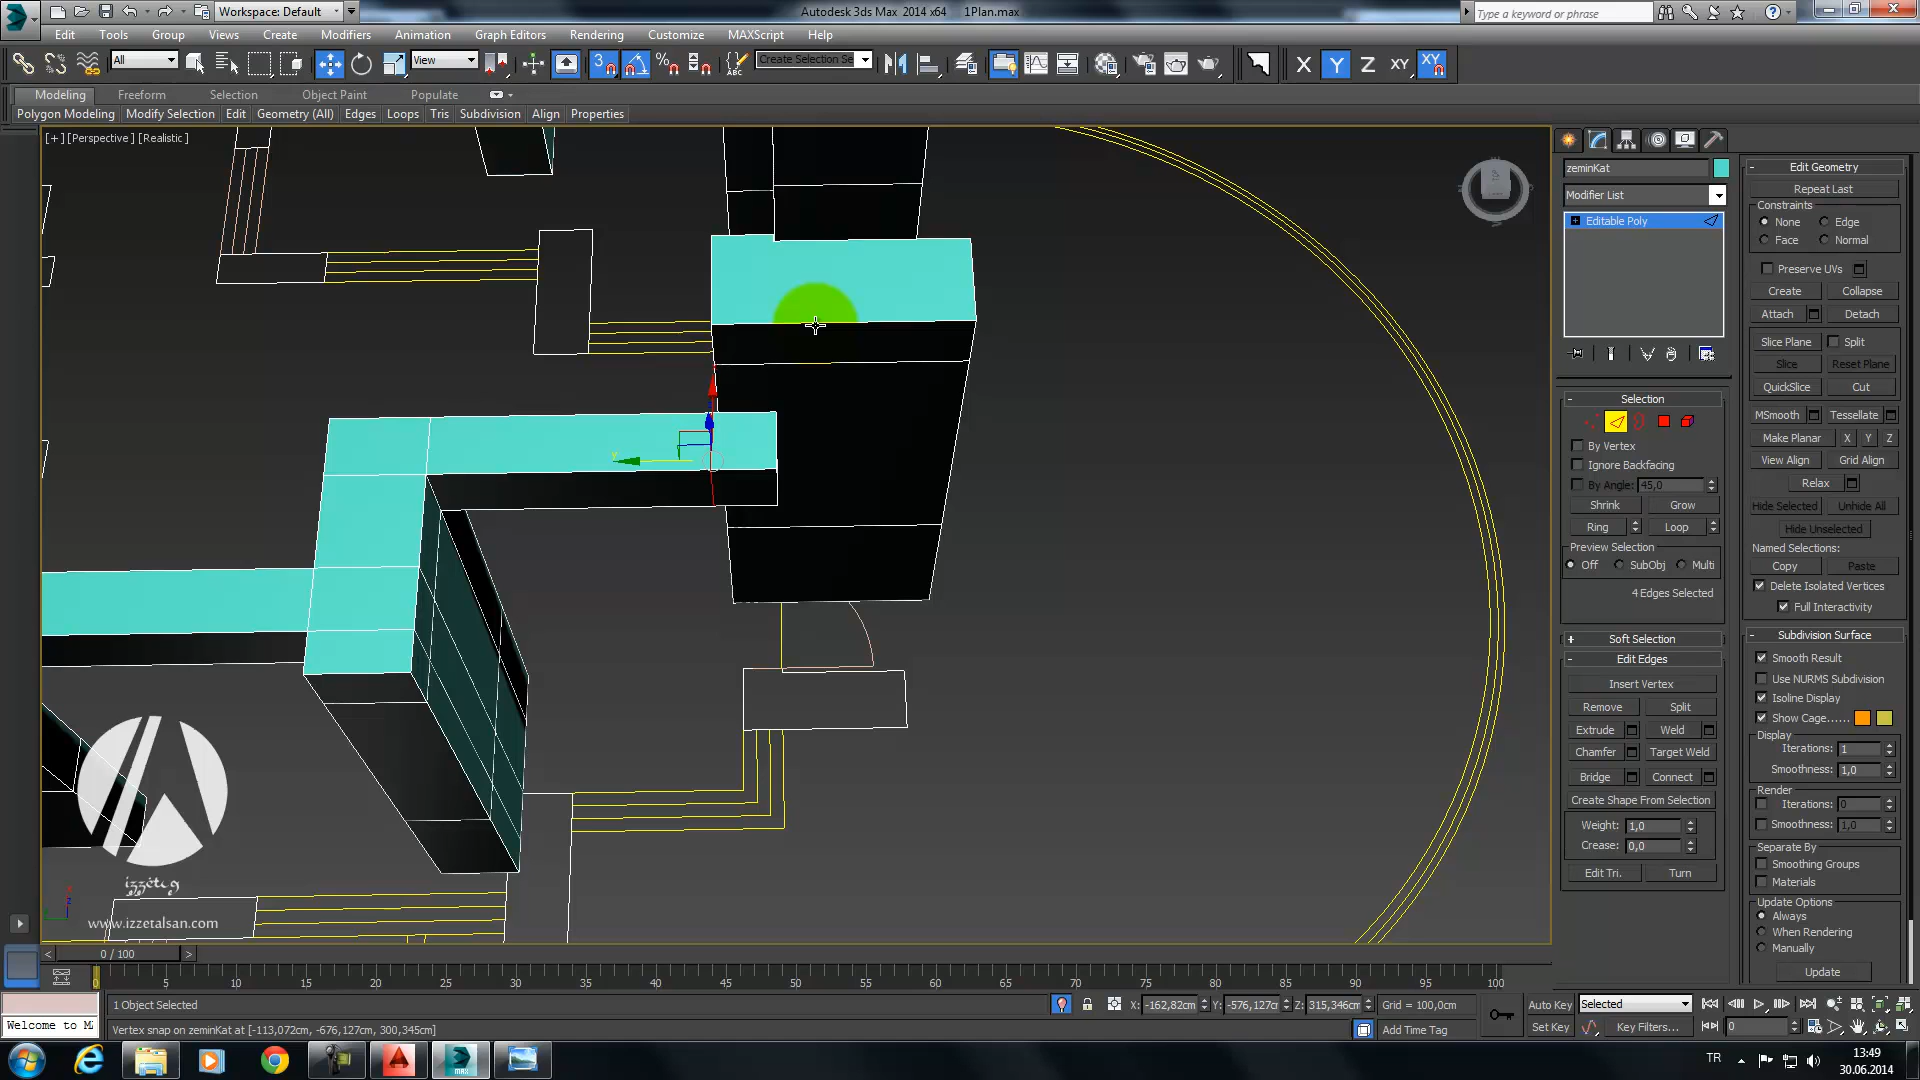 Workspace: Default
Autodesk 3ds Max 2014 x64 1Plan.max
Type a keyword or phrase
Edit Tools Group Views Create Modifiers Animation Graph Editors Rendering Customize MAXScript Help
All View Create Selection Se X Y Z XY XY
Modeling Freeform Selection Object Paint Populate
Polygon Modeling Modify Selection Edit Geometry (All) Edges Loops Tris Subdivision Align Properties
[+] [Perspective] [Realistic]
zeminKat
Modifier List
Editable Poly
Selection
By Vertex
Ignore Backfacing
By Angle: 45,0
Shrink Grow
Ring Loop
Preview Selection
Off SubObj Multi
4 Edges Selected
Soft Selection
Edit Edges
Insert Vertex
Remove Split
Extrude Weld
Chamfer Target Weld
Bridge Connect
Create Shape From Selection
Weight: 1,0
Crease: 0,0
Edit Tri. Turn
Edit Geometry
Repeat Last
Constraints
None Edge
Face Normal
Preserve UVs
Create Collapse
Attach Detach
Slice Plane Split
Slice Reset Plane
QuickSlice Cut
MSmooth Tessellate
Make Planar X Y Z
View Align Grid Align
Relax
Hide Selected Unhide All
Hide Unselected
Named Selections:
Copy Paste
Delete Isolated Vertices
Full Interactivity
Subdivision Surface
Smooth Result
Use NURMS Subdivision
Isoline Display
Show Cage......
Display
Iterations: 1
Smoothness: 1,0
Render
Iterations: 0
Smoothness: 1,0
Separate By
Smoothing Groups
Materials
Update Options
Always
When Rendering
Manually
Update
www.izzetalsan.com
0 / 100
0 5 10 15 20 25 30 35 40 45 50 55 60 65 70 75 80 85 90 95 100
1 Object Selected X: -162,82cm Y: -576,127cm Z: 315,346cm Grid = 100,0cm Auto Key Selected
Welcome to M Vertex snap on zeminKat at [-113,072cm, -676,127cm, 300,345cm] Add Time Tag Set Key Key Filters... 0
TR 13:49
30.06.2014